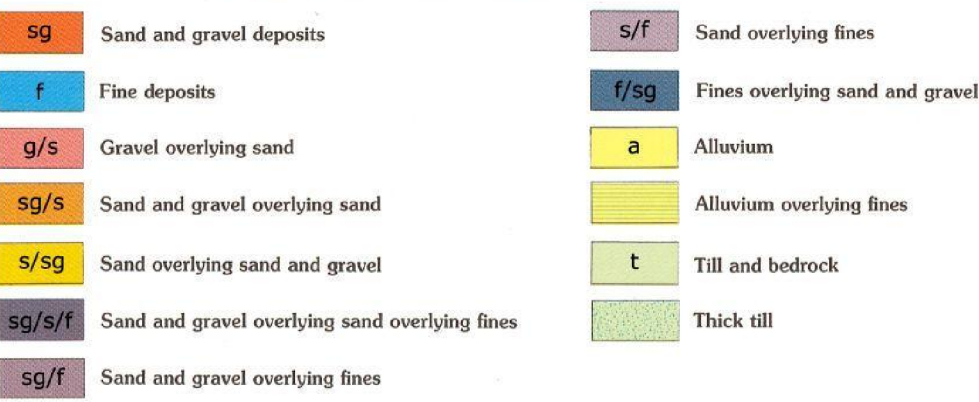 sg Sand and gravel deposits
f Fine deposits
g/s Gravel overlying sand
sg/s Sand and gravel overlying sand
s/sg Sand overlying sand and gravel
sg/s/f Sand and gravel overlying sand overlying fines
sg/f Sand and gravel overlying fines
s/f Sand overlying fines
f/sg Fines overlying sand and gravel
a Alluvium
Alluvium overlying fines
t Till and bedrock
Thick till